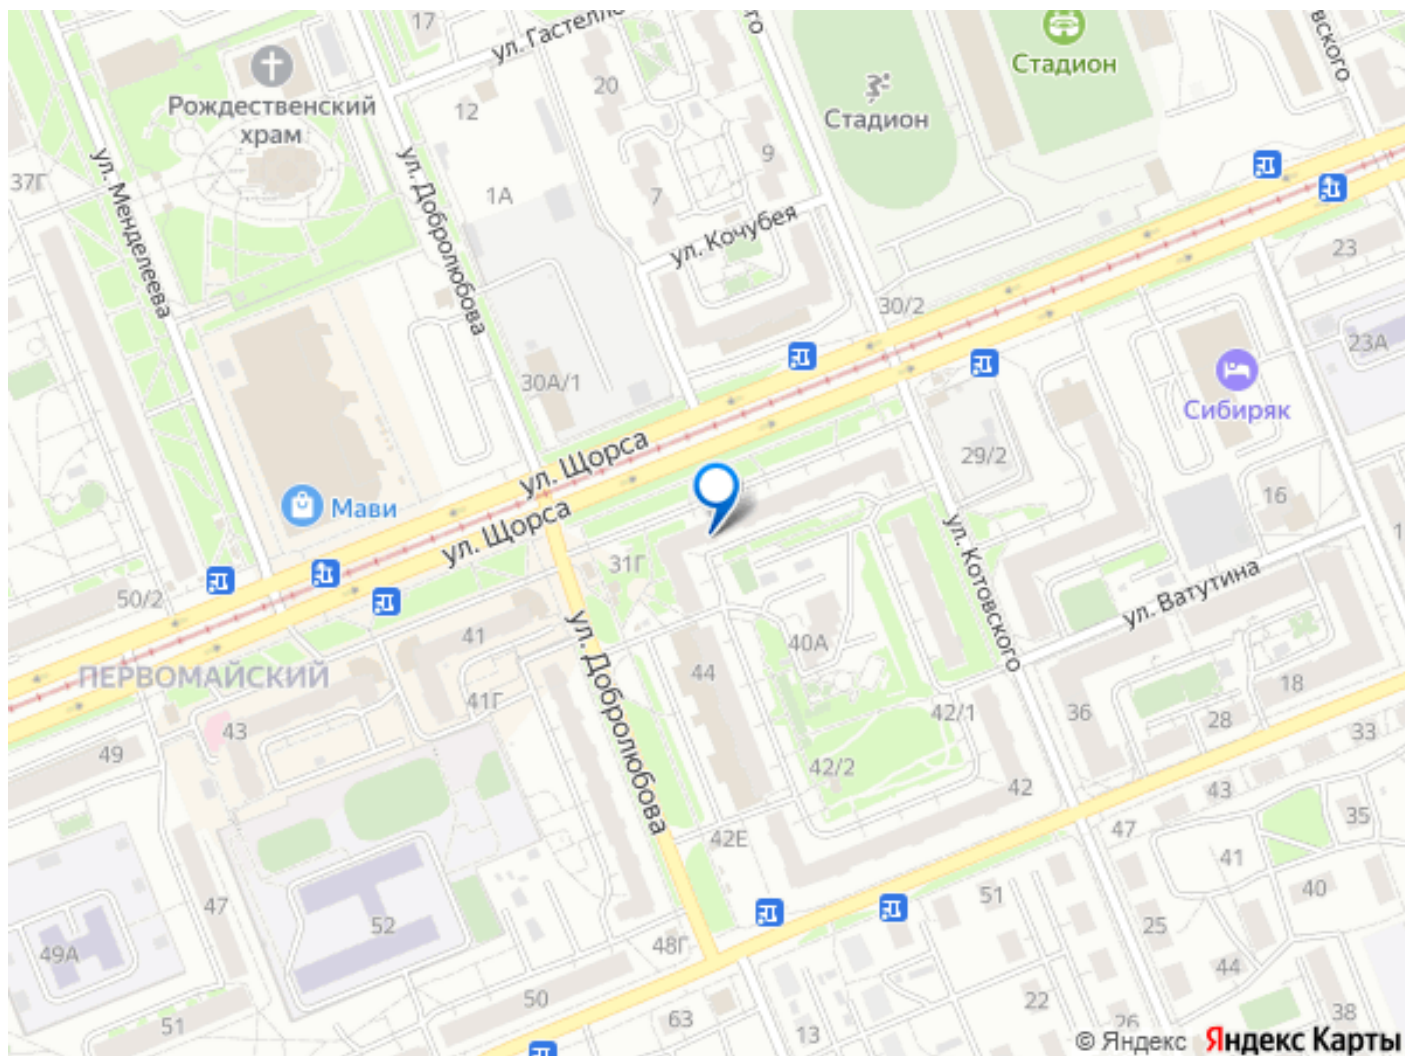 17
ул. Гастелло
ого
овского
Стадион
Рождественский
храм
20
12
Стадион
37Г
ул. Менделеева
ул. Добролюбова
1А
7
9
ул. Кочубея
23
30/2
23А
30А/1
Сибиряк
ул. Щорса
29/2
Мави
ул. Щорса
16
1
31Г
ул. Котовского
ул. Ватутина
50/2
41
ул. Добролюбова
40А
ПЕРВОМАЙСКИЙ
44
41Г
18
43
42/1
36
28
33
49
42/2
42
43
42Е
47
35
41
47
51
40
52
25
49А
48Г
44
50
22
51
63
13
26
38
© Яндекс Яндекс Карты